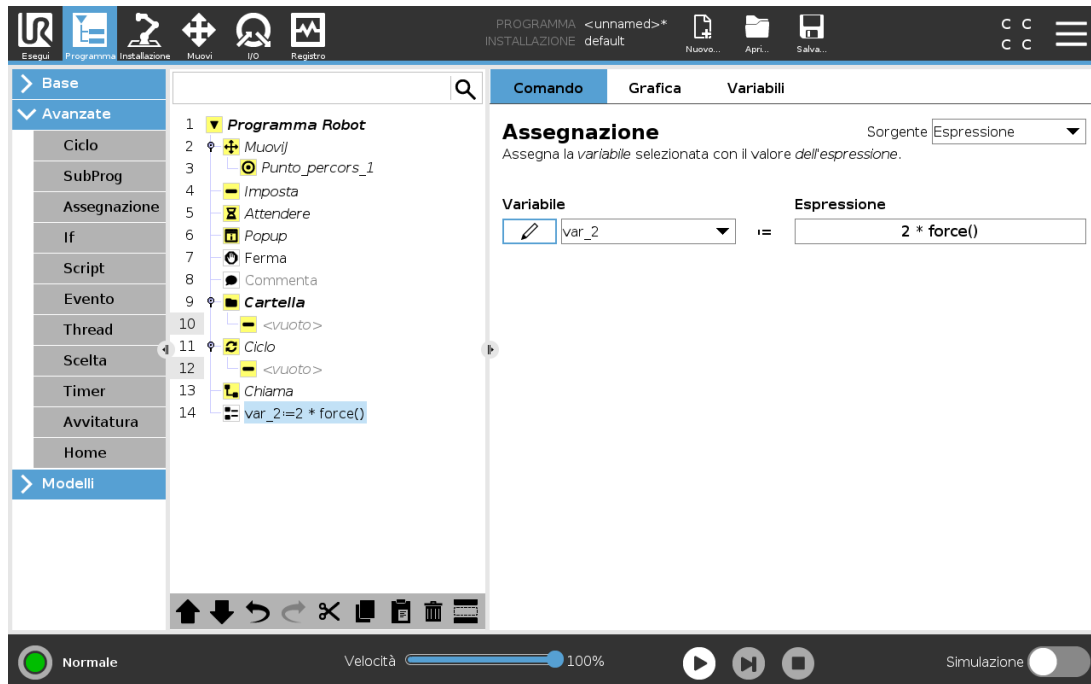 UR
PROGRAMMA <unnamed>*
INSTALLAZIONE default
C C
C C
Esegui Programma Installazione Muovi I/O Registro Nuovo... Apri... Salva...
Base
Avanzate
Ciclo
SubProg
Assegnazione
If
Script
Evento
Thread
Scelta
Timer
Avvitatura
Home
Modelli
1 Programma Robot
2 MuoviJ
3 Punto_percors_1
4 Imposta
5 Attendere
6 Popup
7 Ferma
8 Commenta
9 Cartella
10 <vuoto>
11 Ciclo
12 <vuoto>
13 Chiama
14 var_2≔2 * force()
Comando Grafica Variabili
Assegnazione Sorgente Espressione
Assegna la variabile selezionata con il valore dell'espressione.
Variabile Espressione
var_2 ≔ 2 * force()
Normale Velocità 100% Simulazione